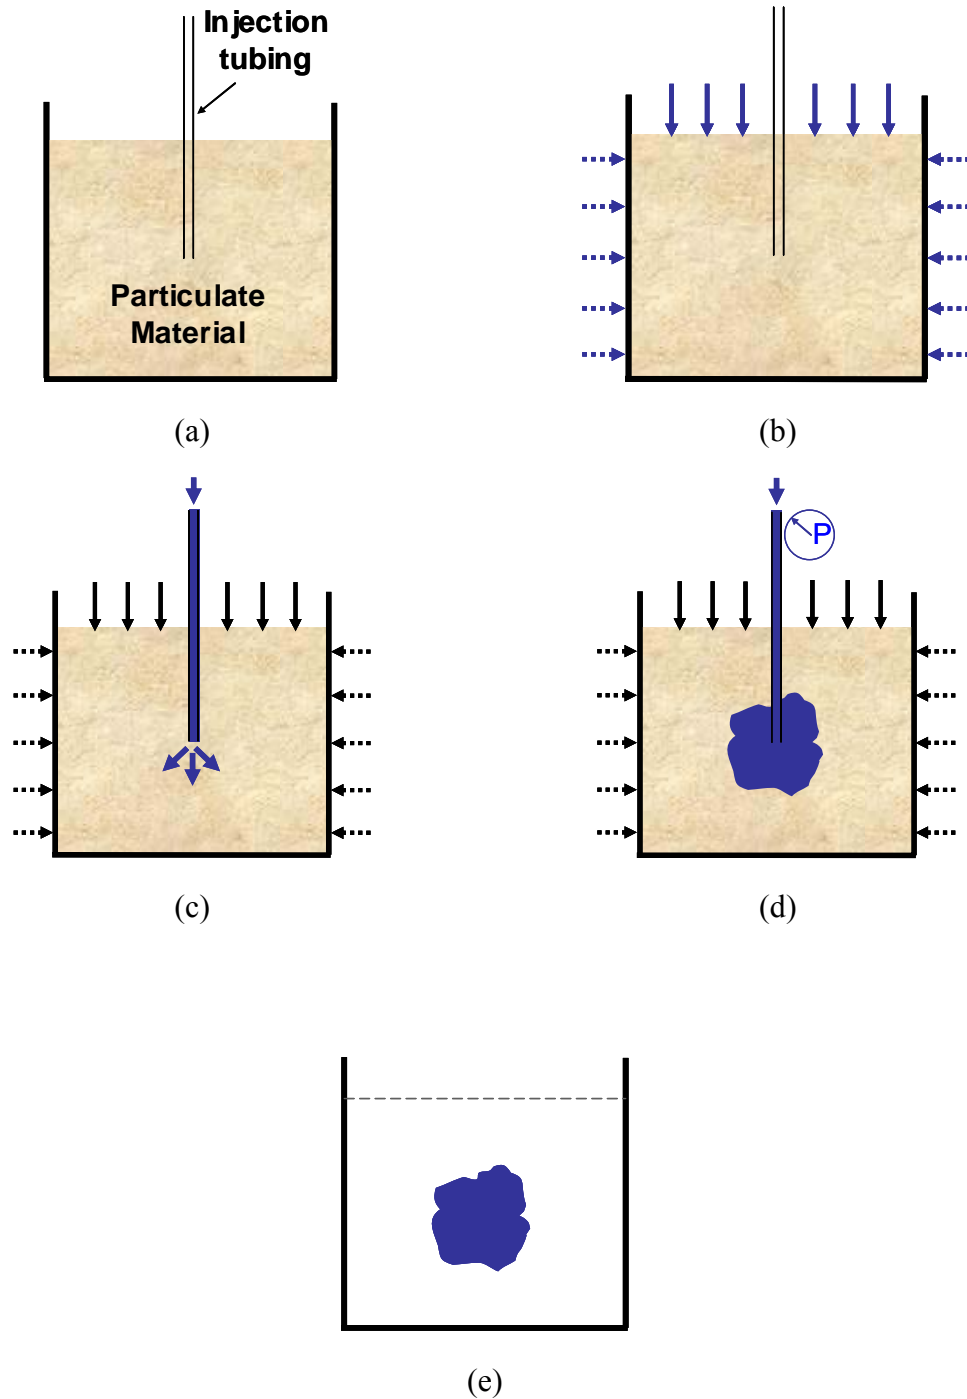 Injection
tubing
Particulate
Material
(a)
(b)
P
(c)
(d)
(e)